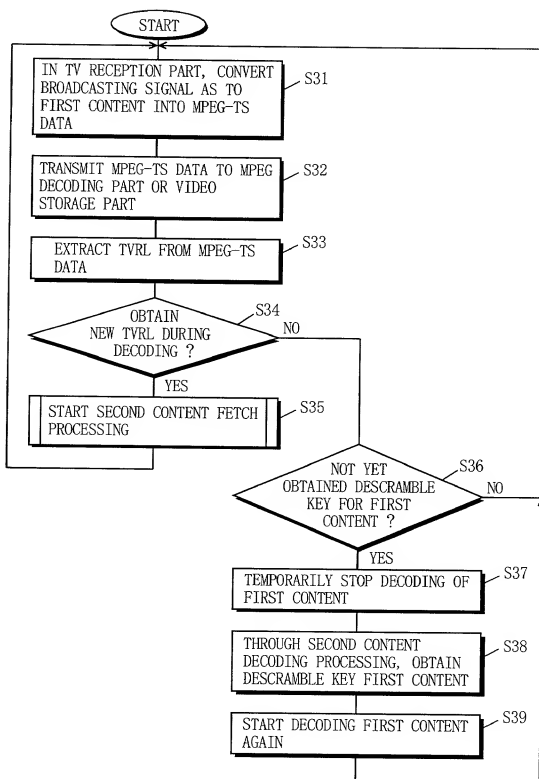 START
IN TV RECEPTION PART, CONVERT
BROADCASTING SIGNAL AS TO
FIRST CONTENT INTO MPEG-TS
DATA
S31
TRANSMIT MPEG-TS DATA TO MPEG
DECODING PART OR VIDEO
STORAGE PART
S32
EXTRACT TVRL FROM MPEG-TS
DATA
S33
OBTAIN
NEW TVRL DURING
DECODING ?
S34
NO
YES
START SECOND CONTENT FETCH
PROCESSING
S35
NOT YET
OBTAINED DESCRAMBLE
KEY FOR FIRST
CONTENT ?
S36
NO
YES
TEMPORARILY STOP DECODING OF
FIRST CONTENT
S37
THROUGH SECOND CONTENT
DECODING PROCESSING, OBTAIN
DESCRAMBLE KEY FIRST CONTENT
S38
START DECODING FIRST CONTENT
AGAIN
S39